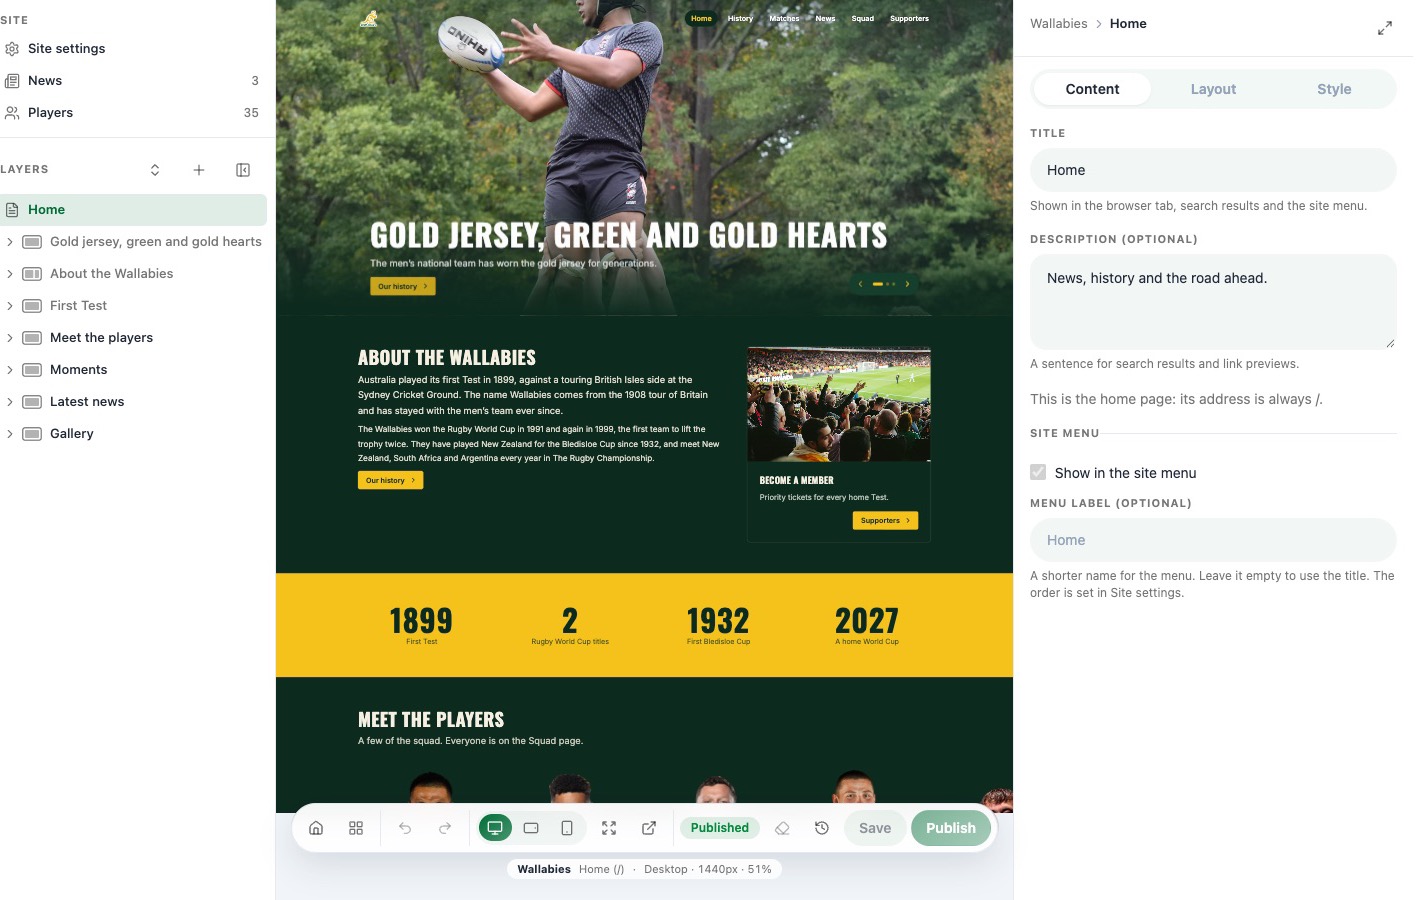 SITE
Site settings
News 3
Players 35
LAYERS
Home
Gold jersey, green and gold hearts
About the Wallabies
First Test
Meet the players
Moments
Latest news
Gallery
Home History Matches News Squad Supporters
RHINO
GOLD JERSEY, GREEN AND GOLD HEARTS
The men's national team has worn the gold jersey for generations.
Our history
ABOUT THE WALLABIES
Australia played its first Test in 1899, against a touring British Isles side at the
Sydney Cricket Ground. The name Wallabies comes from the 1908 tour of Britain
and has stayed with the men's team ever since.
The Wallabies won the Rugby World Cup in 1991 and again in 1999, the first team to lift the
trophy twice. They have played New Zealand for the Bledisloe Cup since 1932, and meet New
Zealand, South Africa and Argentina every year in The Rugby Championship.
Our history
BECOME A MEMBER
Priority tickets for every home Test.
Supporters
1899 2 1932 2027
First Test Rugby World Cup titles First Bledisloe Cup A home World Cup
MEET THE PLAYERS
A few of the squad. Everyone is on the Squad page.
Published Save Publish
Wallabies Home (/) · Desktop · 1440px · 51%
Wallabies > Home
Content Layout Style
TITLE
Home
Shown in the browser tab, search results and the site menu.
DESCRIPTION (OPTIONAL)
News, history and the road ahead.
A sentence for search results and link previews.
This is the home page: its address is always /.
SITE MENU
Show in the site menu
MENU LABEL (OPTIONAL)
Home
A shorter name for the menu. Leave it empty to use the title. The
order is set in Site settings.